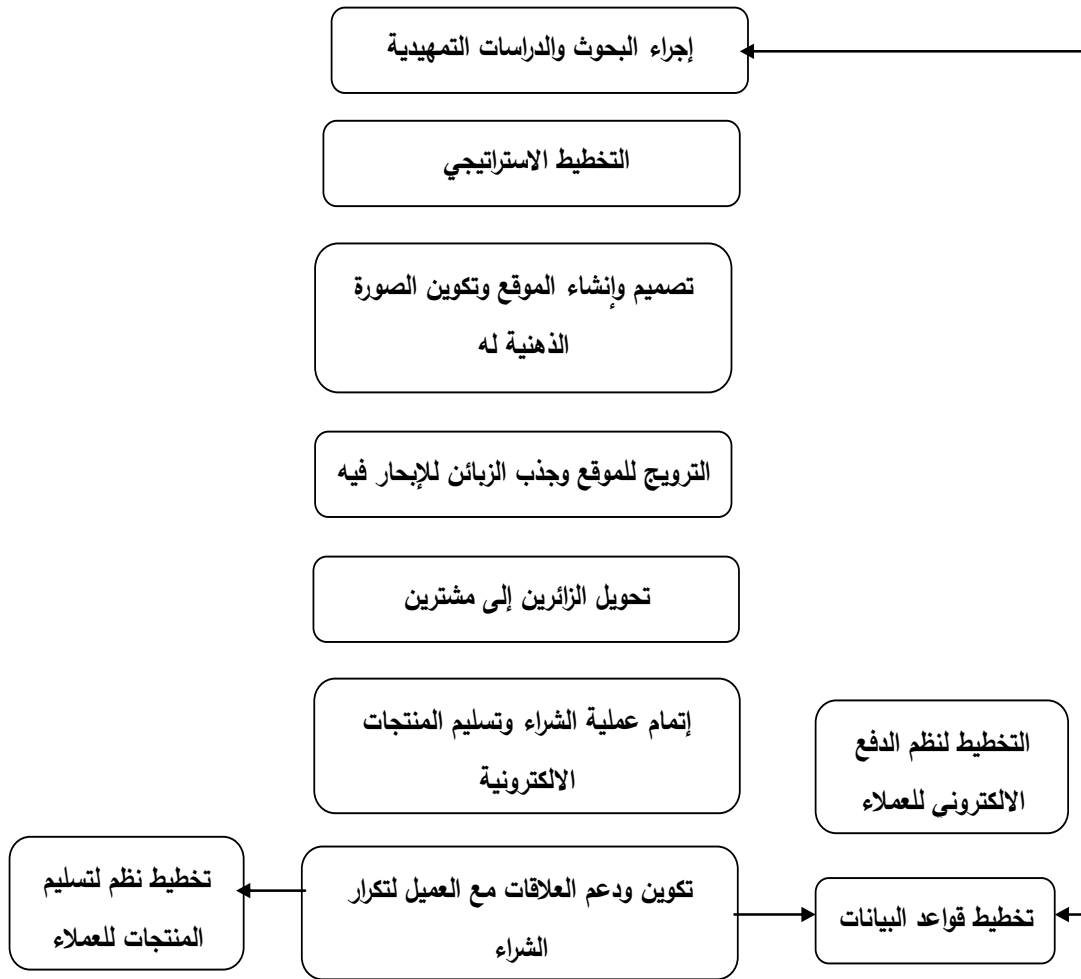 إجراء البحوث والدراسات التمهيدية
التخطيط الاستراتيجي
تصميم وإنشاء الموقع وتكوين الصورة
الذهنية له
الترويج للموقع وجذب الزبائن للإبحار فيه
تحويل الزائرين إلى مشترين
إتمام عملية الشراء وتسليم المنتجات
الالكترونية
التخطيط لنظم الدفع
الالكتروني للعملاء
تكوين ودعم العلاقات مع العميل لتكرار
الشراء
تخطيط قواعد البيانات
تخطيط نظم لتسليم
المنتجات للعملاء